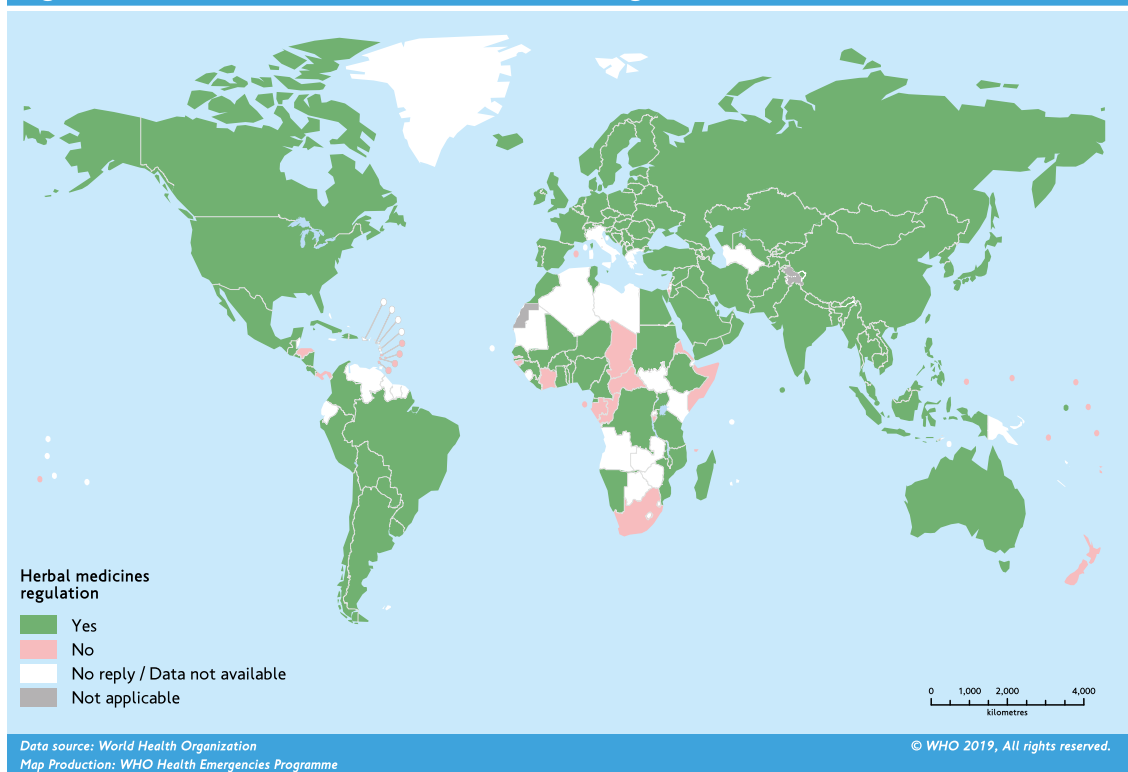 Herbal medicines
regulation
Yes
No
No reply / Data not available
Not applicable
0 1,000 2,000 4,000
kilometres
Data source: World Health Organization
© WHO 2019, All rights reserved.
Map Production: WHO Health Emergencies Programme